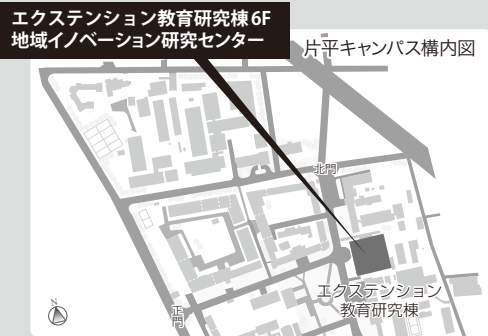 エクステンション教育研究棟6F
地域イノベーション研究センター
片平キャンパス構内図
北門
エクステンション
教育研究棟
正門
N